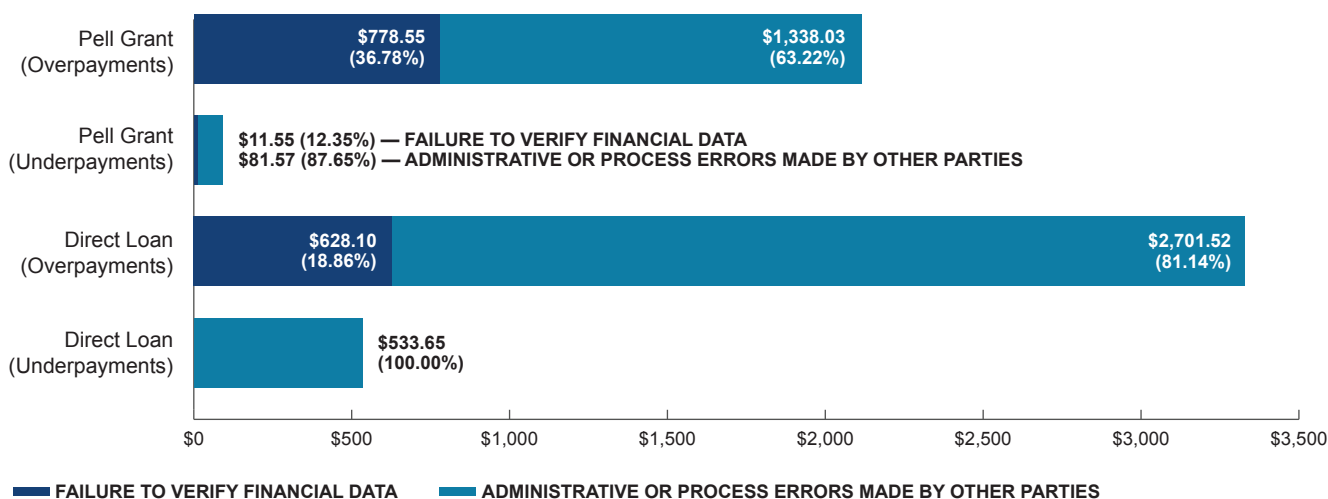 Pell Grant
(Overpayments)
$778.55
(36.78%)
$1,338.03
(63.22%)
Pell Grant
(Underpayments)
$11.55 (12.35%) — FAILURE TO VERIFY FINANCIAL DATA
$81.57 (87.65%) — ADMINISTRATIVE OR PROCESS ERRORS MADE BY OTHER PARTIES
Direct Loan
(Overpayments)
$628.10
(18.86%)
$2,701.52
(81.14%)
Direct Loan
(Underpayments)
$533.65
(100.00%)
$0 $500 $1,000 $1,500 $2,000 $2,500 $3,000 $3,500
FAILURE TO VERIFY FINANCIAL DATA ADMINISTRATIVE OR PROCESS ERRORS MADE BY OTHER PARTIES